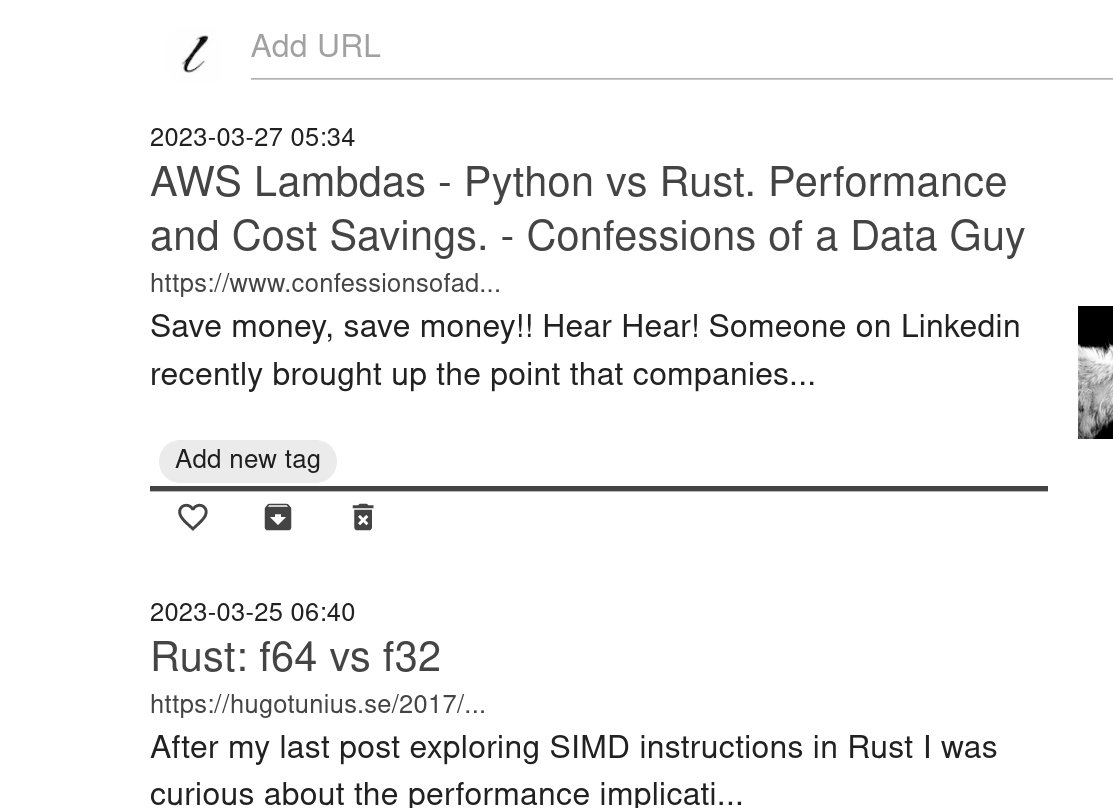 l
Add URL
2023-03-27 05:34
AWS Lambdas - Python vs Rust. Performance
and Cost Savings. - Confessions of a Data Guy
https://www.confessionsofad...
Save money, save money!! Hear Hear! Someone on Linkedin
recently brought up the point that companies...
Add new tag
2023-03-25 06:40
Rust: f64 vs f32
https://hugotunius.se/2017/...
After my last post exploring SIMD instructions in Rust I was
curious about the performance implicati...